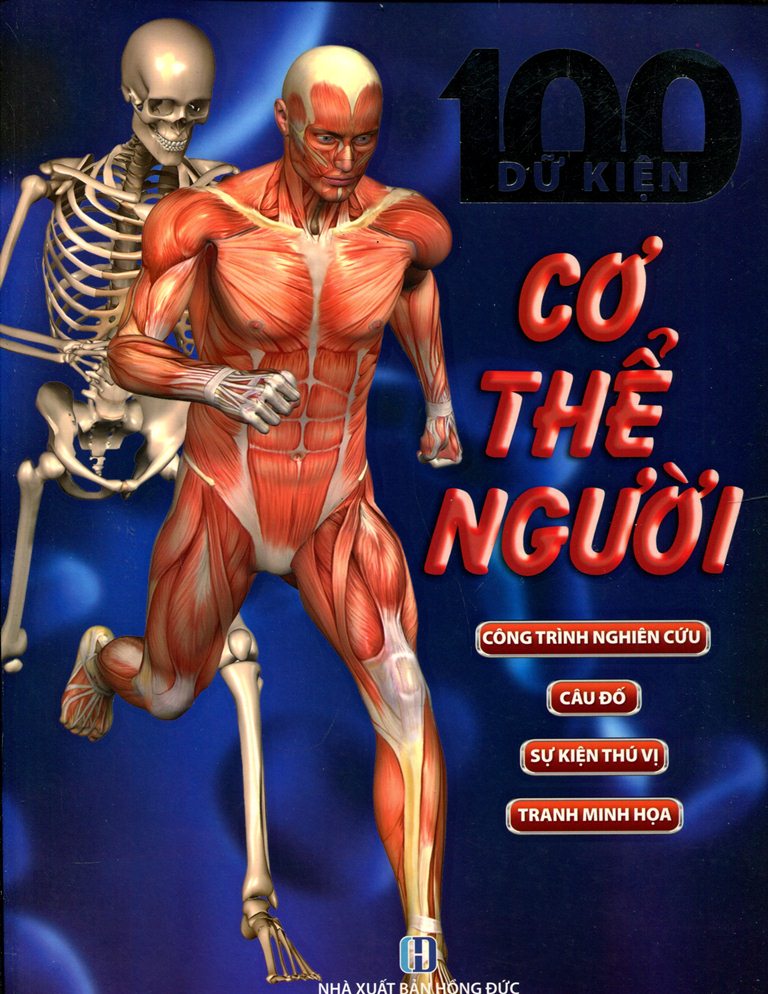 100
DỮ KIỆN
CƠ
THỂ
NGƯỜI
CÔNG TRÌNH NGHIÊN CỨU
CÂU ĐỐ
SỰ KIỆN THÚ VỊ
TRANH MINH HỌA
NHÀ XUẤT BẢN HỒNG ĐỨC